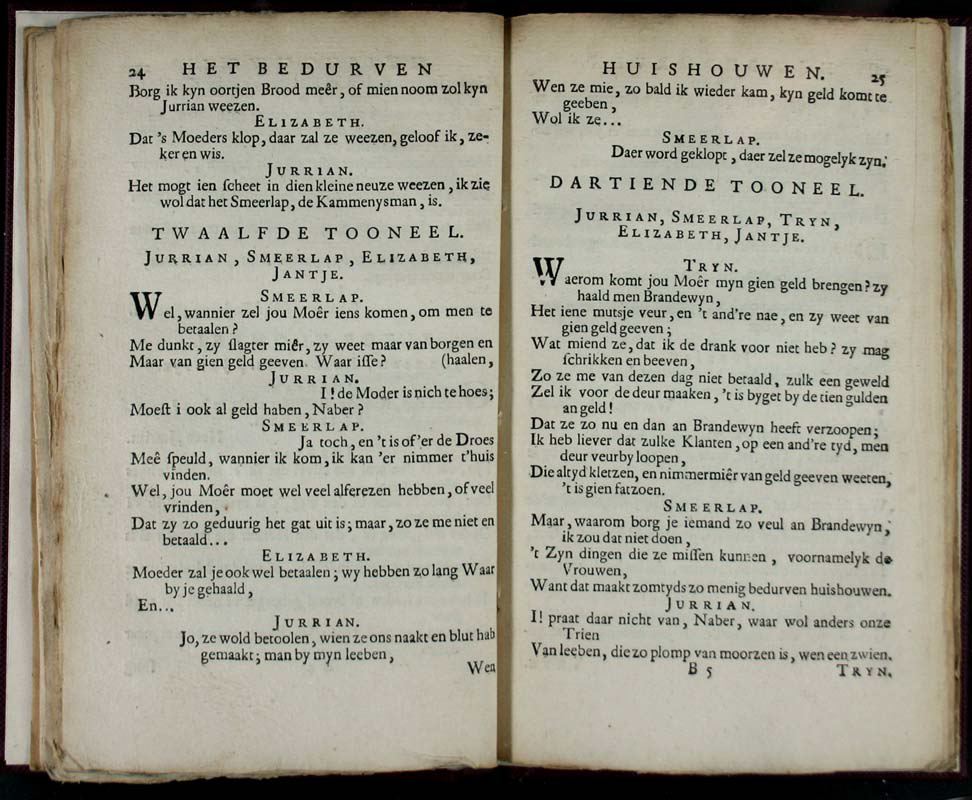 24 HET BEDURVEN
Borg ik kyn oortjen Brood meêr, of mien noom zol kyn
Jurrian weezen.
ELIZABETH.
Dat 's Moeders klop, daar zal ze weezen, geloof ik, ze-
ker en wis.
JURRIAN.
Het mogt ien ſcheet in dien kleine neuze weezen, ik zie
wol dat het Smeerlap, de Kammenysman, is.
TWAALFDE TOONEEL.
JURRIAN, SMEERLAP, ELIZABETH,
JANTJE.
SMEERLAP.
Wel, wannier zel jou Moêr iens komen, om men te
betaalen?
Me dunkt, zy ſlagter miêr, zy weet maar van borgen en
Maar van gien geld geeven. Waar iſſe? (haalen,
JURRIAN.
I! de Moder is nich te hoes;
Moeſt i ook al geld haben, Naber?
SMEERLAP.
Ja toch, en 't is of 'er de Droes
Meê ſpeuld, wannier ik kom, ik kan 'er nimmer t'huis
vinden.
Wel, jou Moêr moet wel veel alferezen hebben, of veel
vrinden,
Dat zy zo geduurig het gat uit is; maar, zo ze me niet en
betaald...
ELIZABETH.
Moeder zal je ook wel betaalen; wy hebben zo lang Waar
by je gehaald,
En...
JURRIAN.
Jo, ze wold betoolen, wien ze ons naakt en blut hab
gemaakt; man by myn leeben,
Wen
HUISHOUWEN. 25
Wen ze mie, zo bald ik wieder kam, kyn geld komt te
geeben,
Wol ik ze...
SMEERLAP.
Daer word geklopt, daer zel ze mogelyk zyn.
DARTIENDE TOONEEL.
JURRIAN, SMEERLAP, TRYN,
ELIZABETH, JANTJE.
TRYN.
Waerom komt jou Moêr myn gien geld brengen? zy
haald men Brandewyn,
Het iene mutsje veur, en 't and're nae, en zy weet van
gien geld geeven;
Wat miend ze, dat ik de drank voor niet heb? zy mag
ſchrikken en beeven,
Zo ze me van dezen dag niet betaald, zulk een geweld
Zel ik voor de deur maaken, 't is byget by de tien gulden
an geld!
Dat ze zo nu en dan an Brandewyn heeft verzoopen;
Ik heb liever dat zulke Klanten, op een and're tyd, men
deur veurby loopen,
Die altyd kletzen, en nimmermiêr van geld geeven weeten,
't is gien fatzoen.
SMEERLAP.
Maar, waarom borg je iemand zo veul an Brandewyn,
ik zou dat niet doen,
't Zyn dingen die ze miſſen kunnen, voornamelyk de
Vrouwen,
Want dat maakt zomtyds zo menig bedurven huishouwen.
JURRIAN.
I! praat daar nicht van, Naber, waar wol anders onze
Trien
Van leeben, die zo plomp van moorzen is, wen een zwien.
B 5 TRYN.